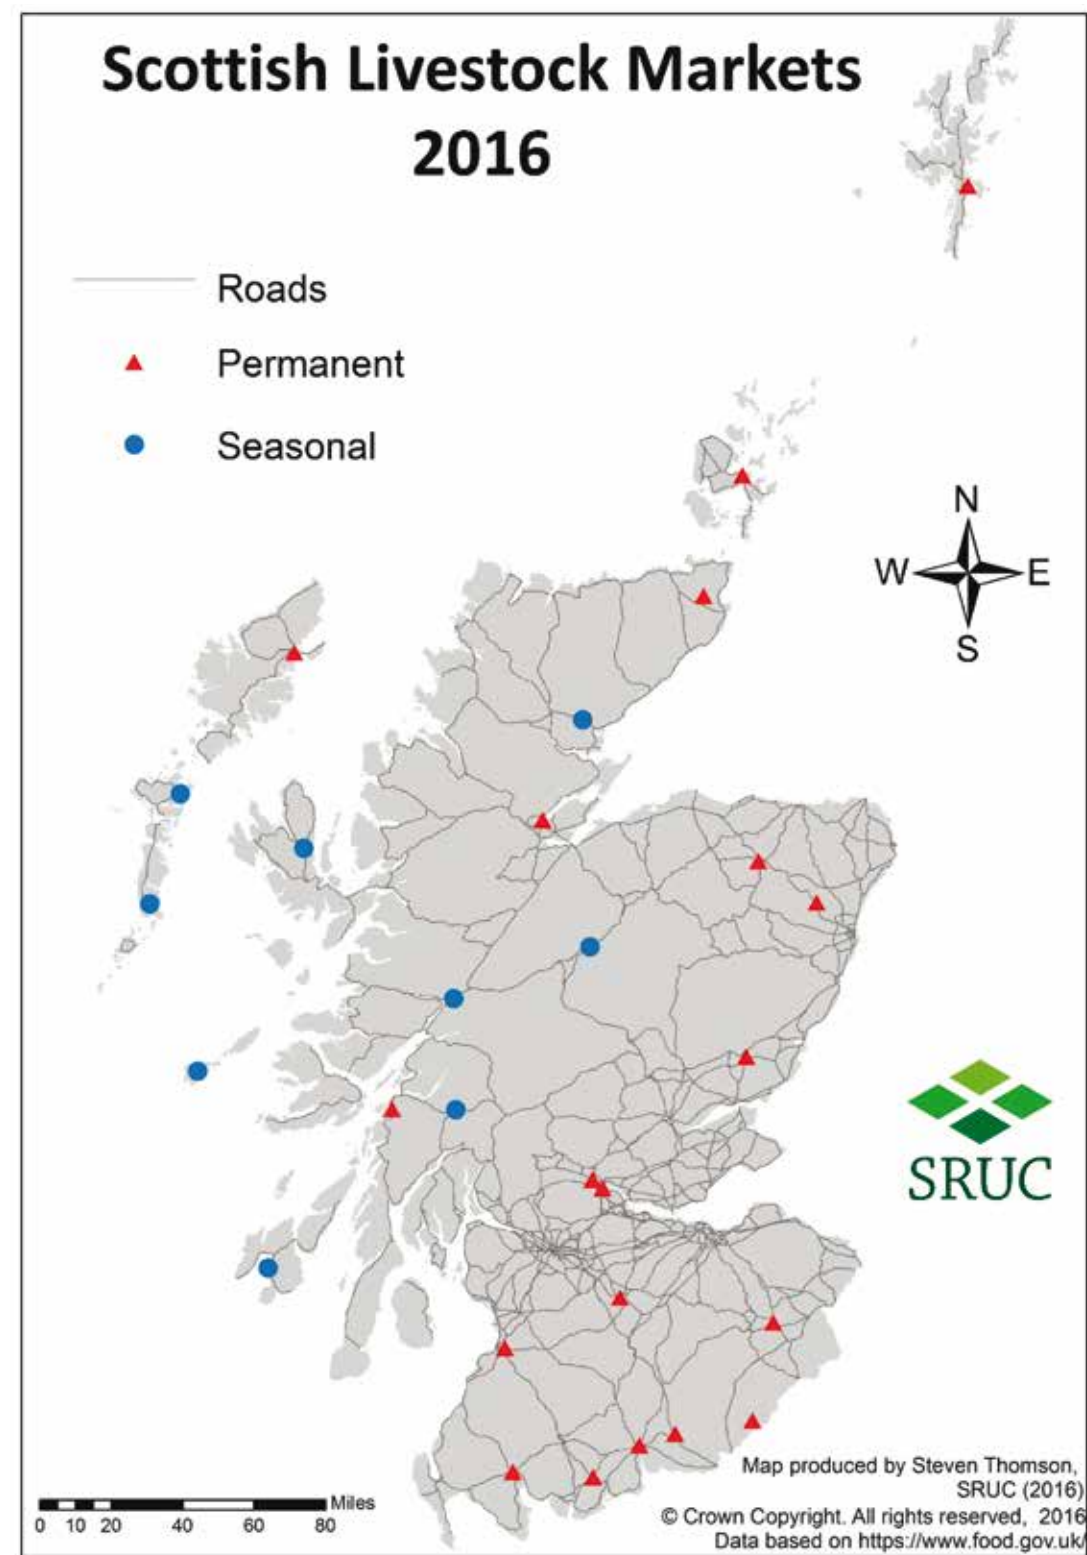 Scottish Livestock Markets
2016
Roads
Permanent
Seasonal
N
W E
S
SRUC
Miles
0 10 20 40 60 80
Map produced by Steven Thomson,
SRUC (2016)
© Crown Copyright. All rights reserved, 2016
Data based on https://www.food.gov.uk/